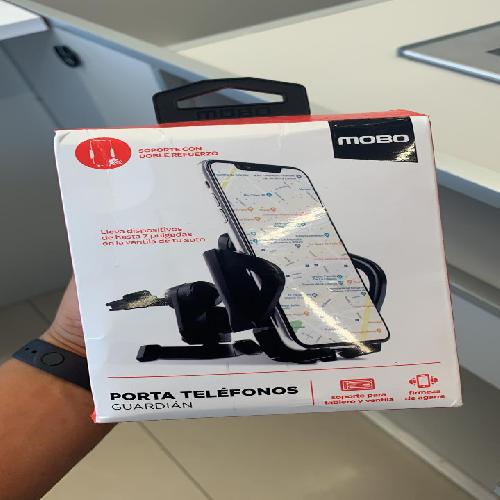 MOBO
SOPORTE CON
DOBLE REFUERZO
MOBO
Lleva dispositivos
de hasta 7 pulgadas
en la ventila de tu auto
PORTA TELÉFONOS
GUARDIÁN
soporte para
tablero y ventila
firmeza
de agarre